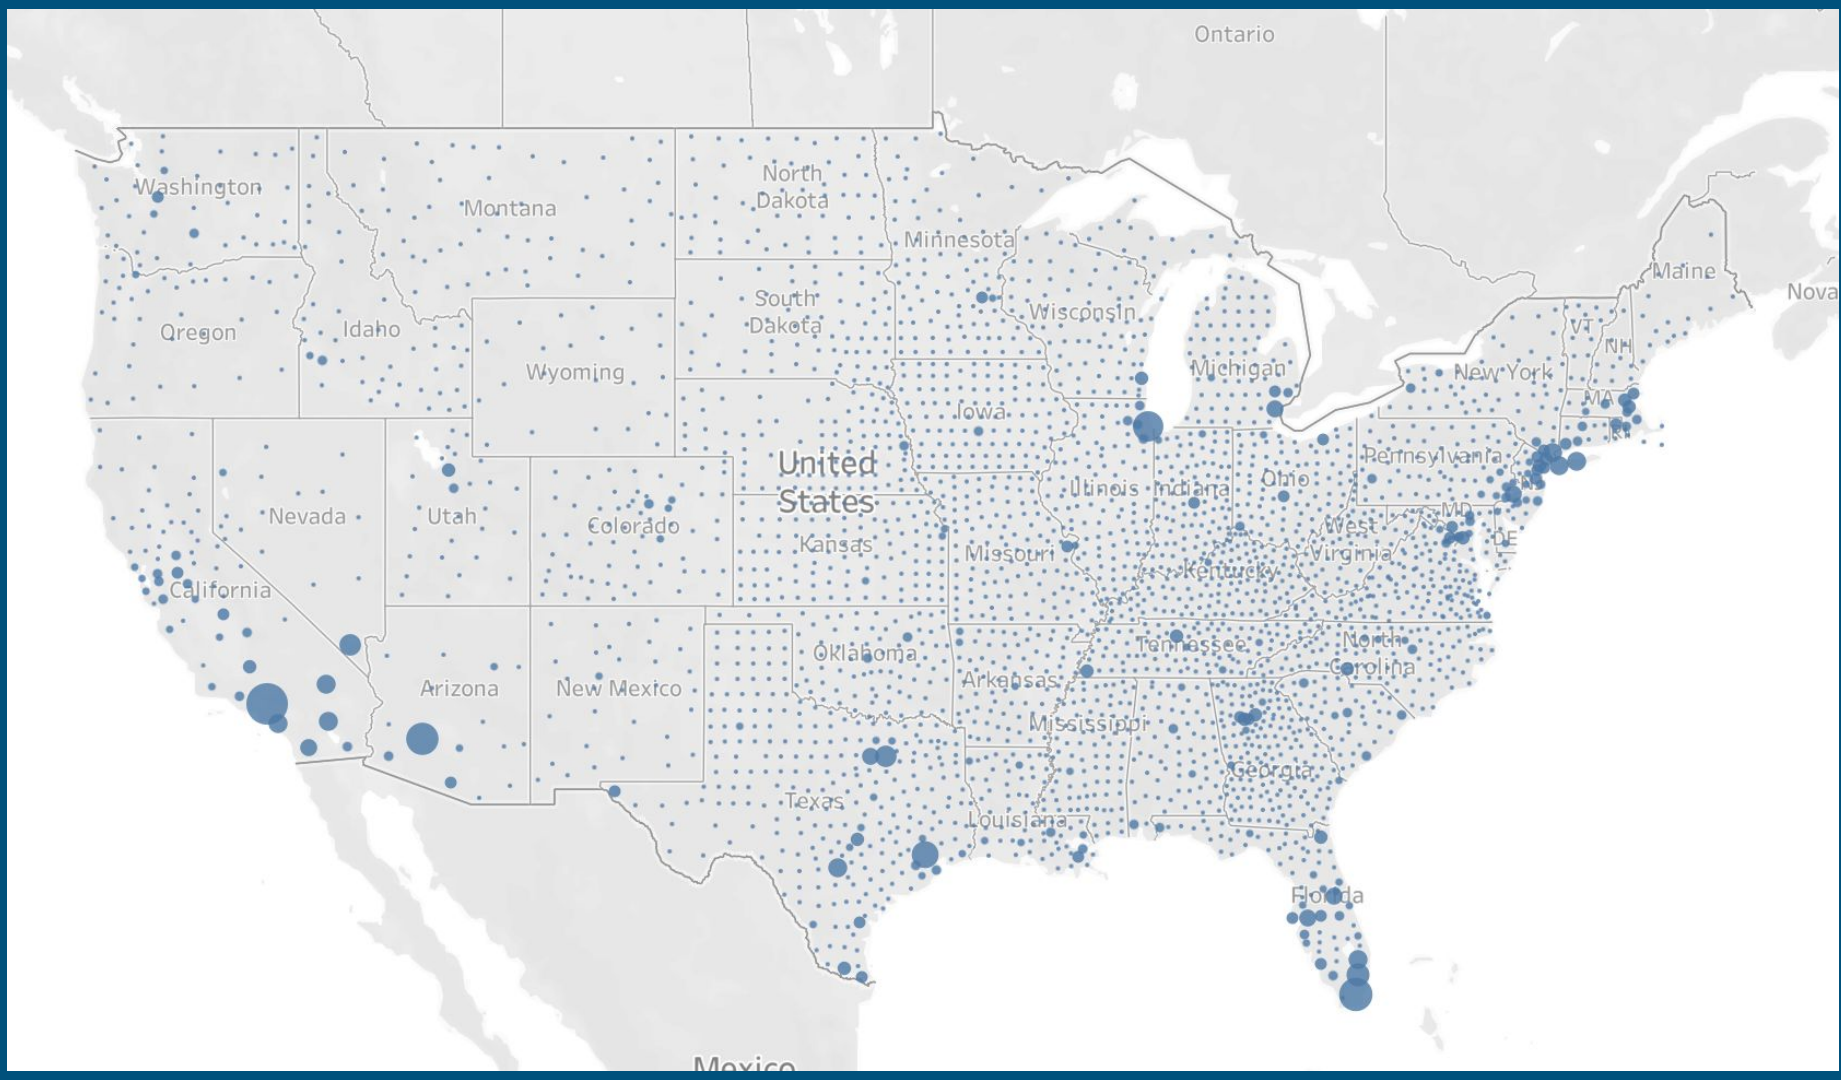 Ontario
Washington
Montana
North
Dakota
Minnesota
Maine
Nova
Oregon
Idaho
South
Dakota
Wisconsin
VT
NH
Wyoming
Michigan
New York
MA
Iowa
RI
United
States
Pennsylvania
Nevada
Utah
Colorado
Illinois
Indiana
Ohio
NJ
MD
DE
Kansas
Missouri
West
Virginia
Kentucky
California
Oklahoma
Tennessee
North
Carolina
Arizona
New Mexico
Arkansas
Mississippi
Georgia
Texas
Louisiana
Florida
Mexico